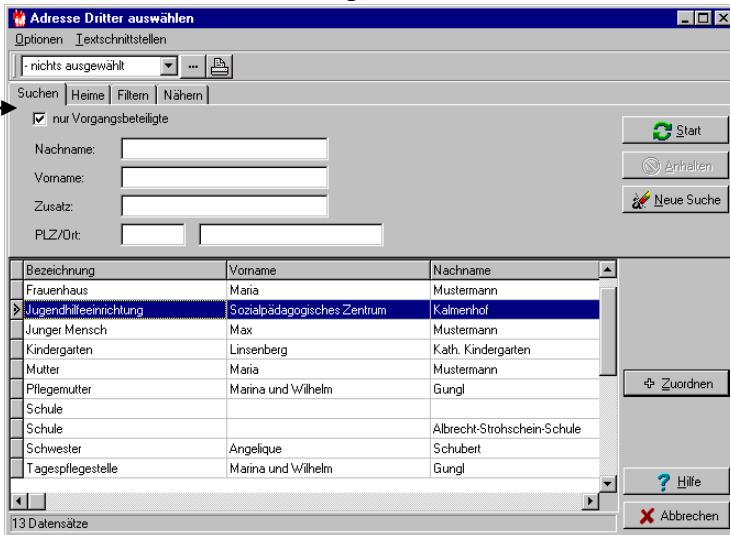 Adresse Dritter auswählen
Optionen Textschnittstellen
- nichts ausgewählt ...
Suchen Heime Filtern Nähern
nur Vorgangsbeteiligte
Start
Nachname:
Anhalten
Vorname:
Neue Suche
Zusatz:
PLZ/Ort:
Bezeichnung Vorname Nachname
Frauenhaus Maria Mustermann
Jugendhilfeeinrichtung Sozialpädagogisches Zentrum Kalmenhof
Junger Mensch Max Mustermann
Kindergarten Linsenberg Kath. Kindergarten
Mutter Maria Mustermann
Zuordnen
Pflegemutter Marina und Wilhelm Gungl
Schule
Schule Albrecht-Strohschein-Schule
Schwester Angelique Schubert
Tagespflegestelle Marina und Wilhelm Gungl
Hilfe
Abbrechen
13 Datensätze